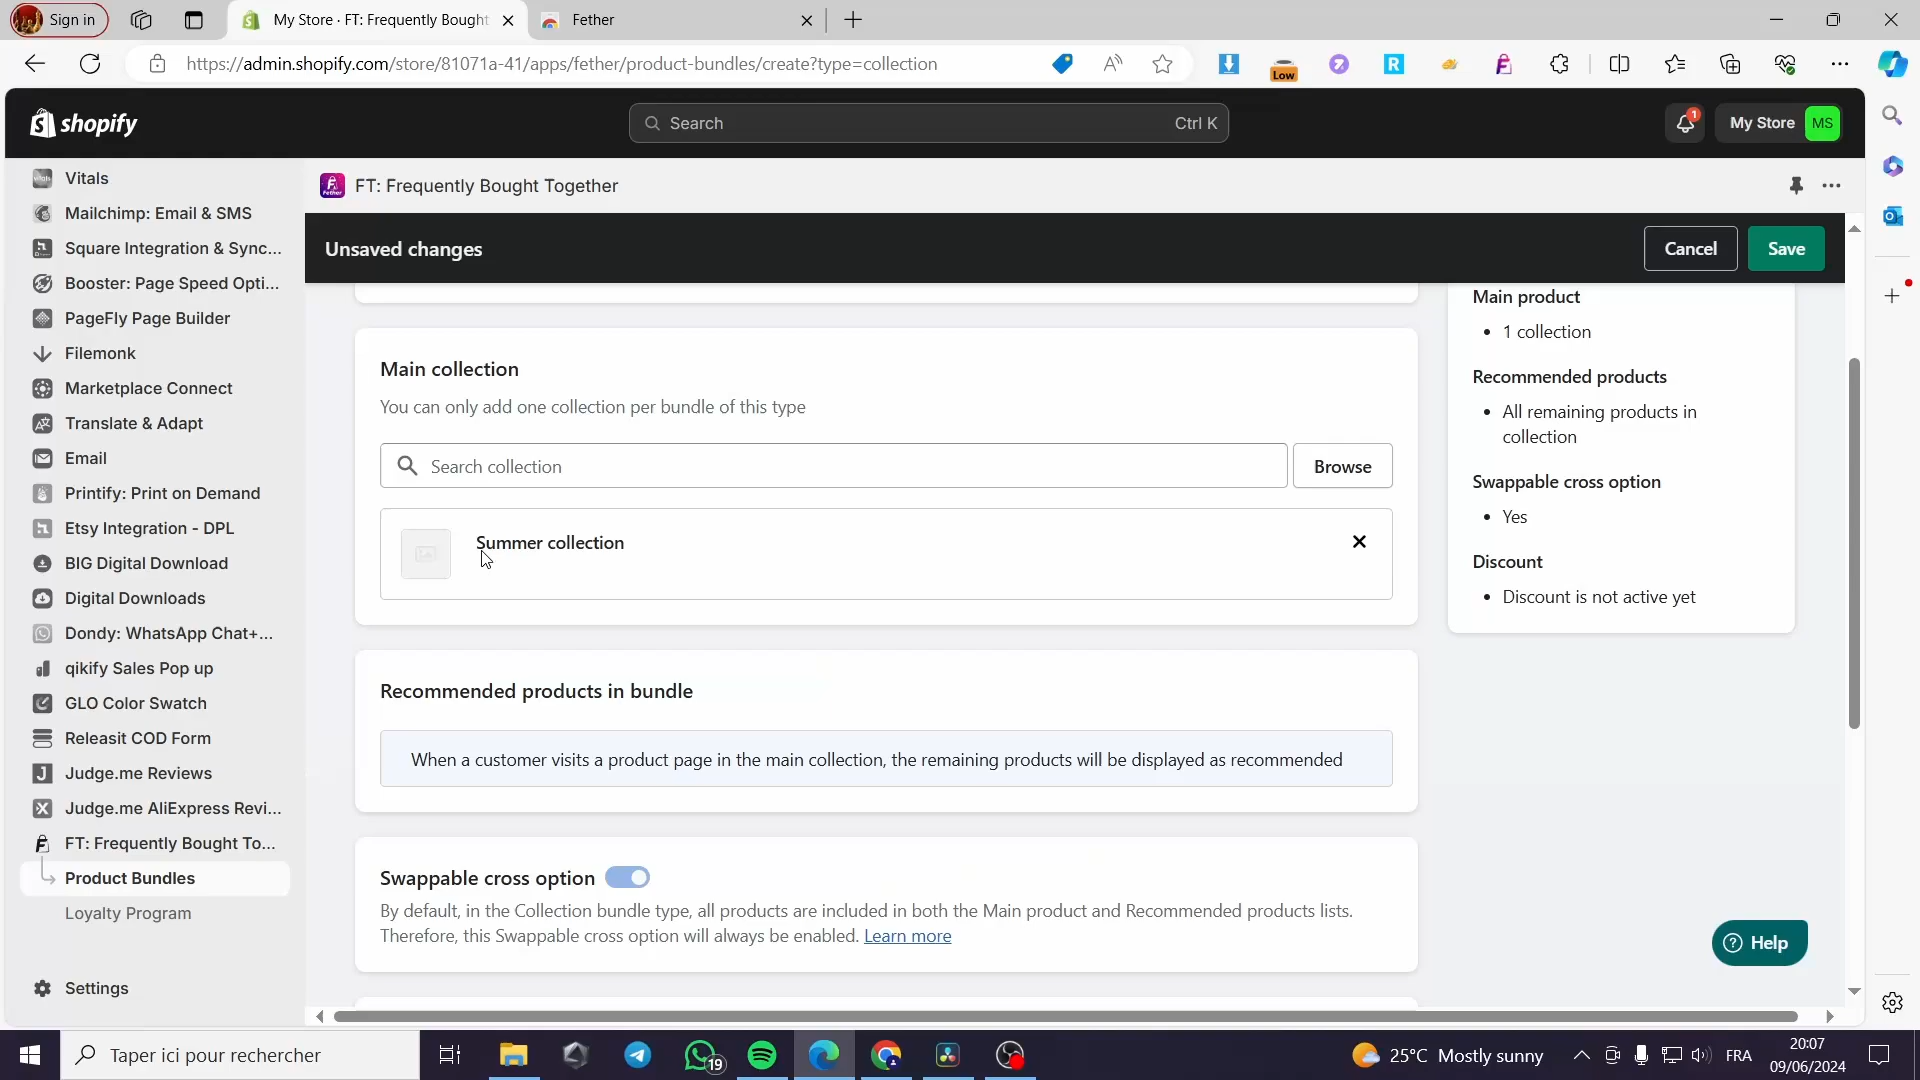 Sign in
My Store · FT: Frequently Bought
Fether
https://admin.shopify.com/store/81071a-41/apps/fether/product-bundles/create?type=collection
Low
shopify
Search
Ctrl K
1
My Store
MS
Vitals
Mailchimp: Email & SMS
Square Integration & Sync...
Booster: Page Speed Opti...
PageFly Page Builder
Filemonk
Marketplace Connect
Translate & Adapt
Email
Printify: Print on Demand
Etsy Integration - DPL
BIG Digital Download
Digital Downloads
Dondy: WhatsApp Chat+...
qikify Sales Pop up
GLO Color Swatch
Releasit COD Form
Judge.me Reviews
Judge.me AliExpress Revi...
FT: Frequently Bought To...
Product Bundles
Loyalty Program
Settings
FT: Frequently Bought Together
Unsaved changes
Cancel
Save
Main collection
You can only add one collection per bundle of this type
Search collection
Browse
Summer collection
Recommended products in bundle
When a customer visits a product page in the main collection, the remaining products will be displayed as recommended
Swappable cross option
By default, in the Collection bundle type, all products are included in both the Main product and Recommended products lists.
Therefore, this Swappable cross option will always be enabled. Learn more
Main product
• 1 collection
Recommended products
• All remaining products in
collection
Swappable cross option
• Yes
Discount
• Discount is not active yet
Help
Taper ici pour rechercher
19
25°C Mostly sunny
FRA
20:07
09/06/2024